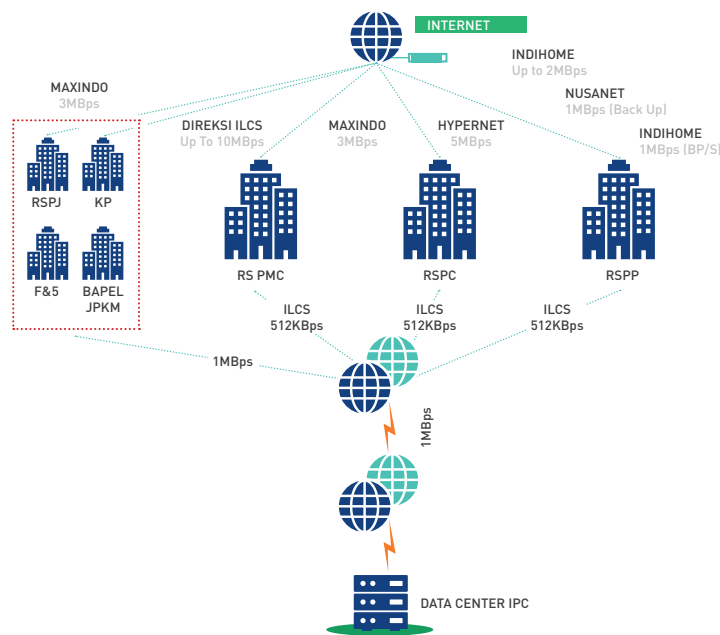 INTERNET
INDIHOME
Up to 2MBps
MAXINDO
3MBps
NUSANET
1MBps (Back Up)
DIREKSI ILCS
Up To 10MBps
MAXINDO
3MBps
HYPERNET
5MBps
INDIHOME
1MBps (BP/S)
RSPJ
KP
F&5
BAPEL
JPKM
RS PMC
RSPC
RSPP
ILCS
512KBps
ILCS
512KBps
ILCS
512KBps
1MBps
1MBps
DATA CENTER IPC